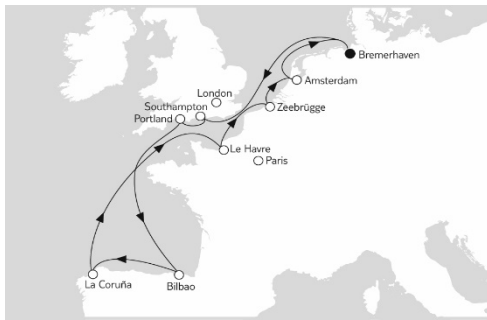 Bremerhaven
Amsterdam
London
Southampton
Portland
Zeebrügge
Le Havre
Paris
La Coruña
Bilbao